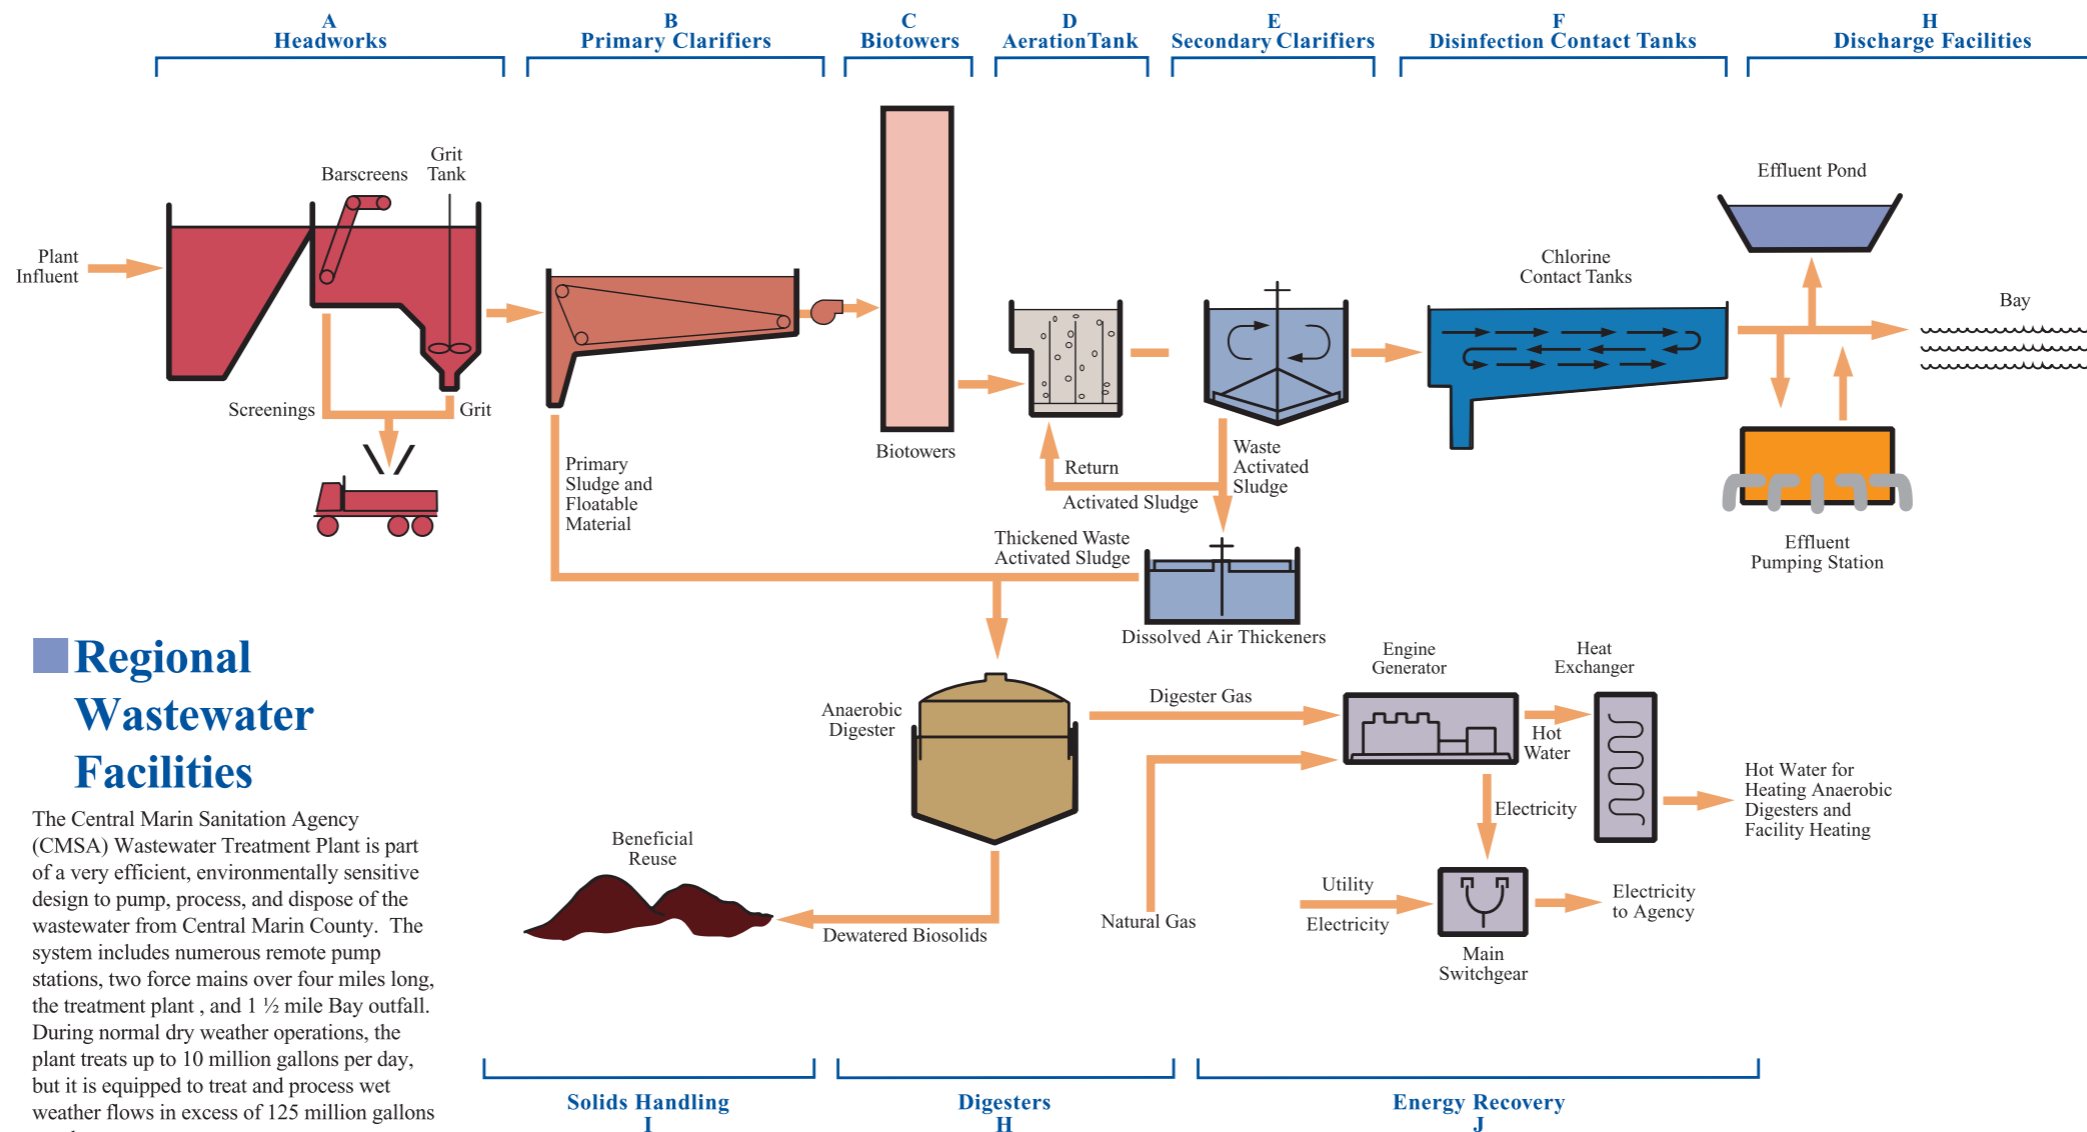 A
Headworks
B
Primary Clarifiers
C
Biotowers
D
AerationTank
E
Secondary Clarifiers
F
Disinfection Contact Tanks
H
Discharge Facilities
Grit
Tank
Barscreens
Plant
Influent
Screenings
Grit
Primary
Sludge and
Floatable
Material
Biotowers
Return
Activated Sludge
Waste
Activated
Sludge
Thickened Waste
Activated Sludge
Dissolved Air Thickeners
Chlorine
Contact Tanks
Effluent Pond
Bay
Effluent
Pumping Station
Regional
Wastewater
Facilities
The Central Marin Sanitation Agency
(CMSA) Wastewater Treatment Plant is part
of a very efficient, environmentally sensitive
design to pump, process, and dispose of the
wastewater from Central Marin County.  The
system includes numerous remote pump
stations, two force mains over four miles long,
the treatment plant , and 1 ½ mile Bay outfall.
During normal dry weather operations, the
plant treats up to 10 million gallons per day,
but it is equipped to treat and process wet
weather flows in excess of 125 million gallons
Anaerobic
Digester
Digester Gas
Engine
Generator
Heat
Exchanger
Hot
Water
Hot Water for
Heating Anaerobic
Digesters and
Facility Heating
Electricity
Beneficial
Reuse
Dewatered Biosolids
Natural Gas
Utility
Electricity
Main
Switchgear
Electricity
to Agency
Solids Handling
I
Digesters
H
Energy Recovery
J